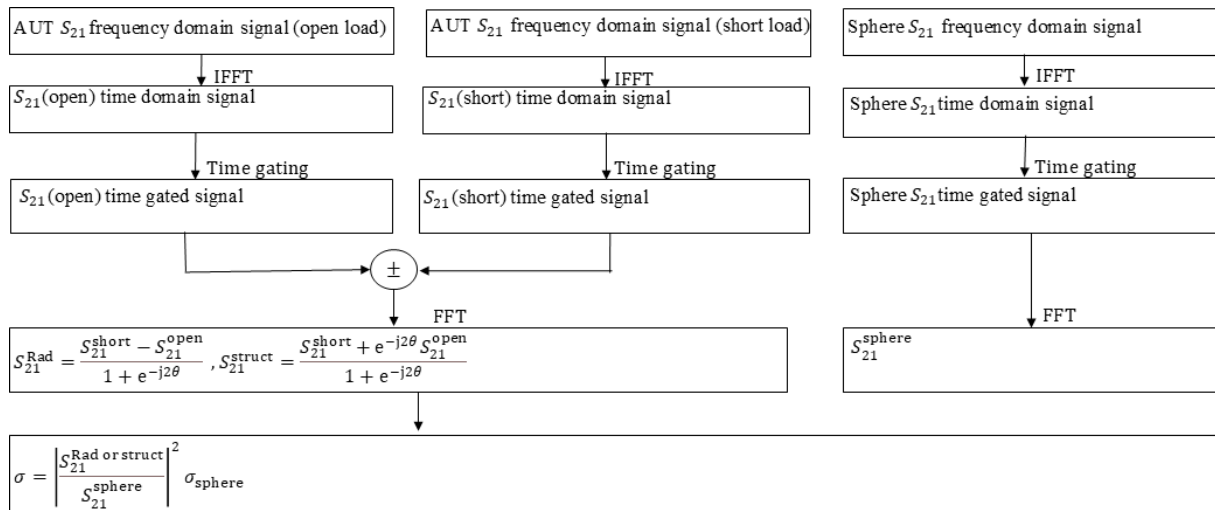 AUT S₂₁ frequency domain signal (open load)
AUT S₂₁ frequency domain signal (short load)
Sphere S₂₁ frequency domain signal
IFFT
IFFT
IFFT
S₂₁(open) time domain signal
S₂₁(short) time domain signal
Sphere S₂₁time domain signal
Time gating
Time gating
Time gating
S₂₁(open) time gated signal
S₂₁(short) time gated signal
Sphere S₂₁time gated signal
±
FFT
FFT
S₂₁^Rad = (S₂₁^short − S₂₁^open) / (1 + e^(−j2θ)) , S₂₁^struct = (S₂₁^short + e^(−j2θ) S₂₁^open) / (1 + e^(−j2θ))
S₂₁^sphere
σ = |S₂₁^(Rad or struct) / S₂₁^sphere|² σ_sphere